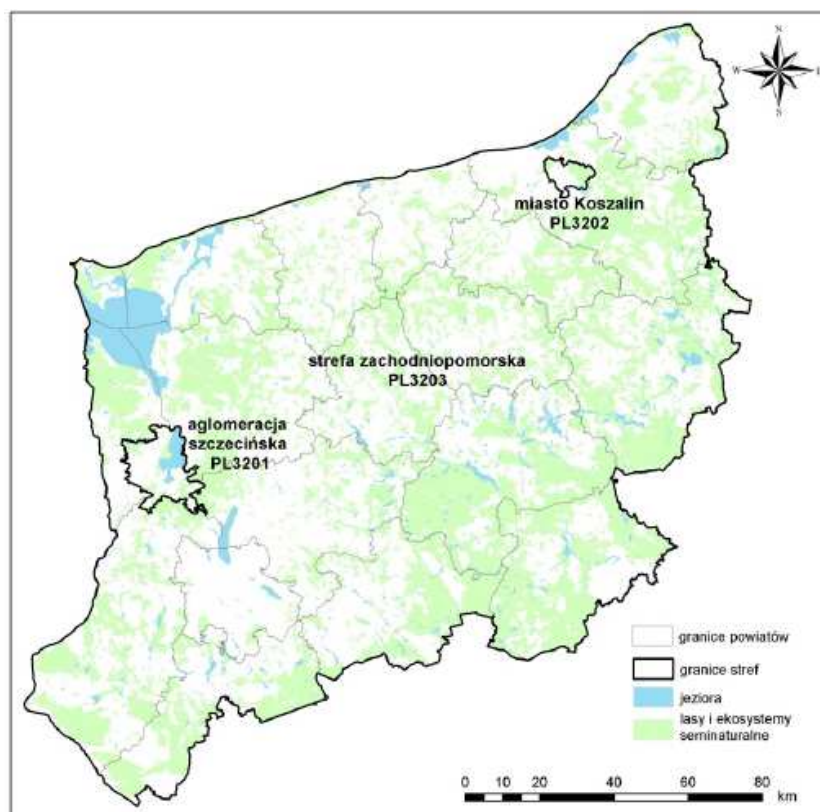 N
W
E
S
miasto Koszalin
PL3202
strefa zachodniopomorska
PL3203
aglomeracja
szczecińska
PL3201
granice powiatów
granice stref
jeziora
lasy i ekosystemy
seminaturalne
0 10 20 40 60 80
km